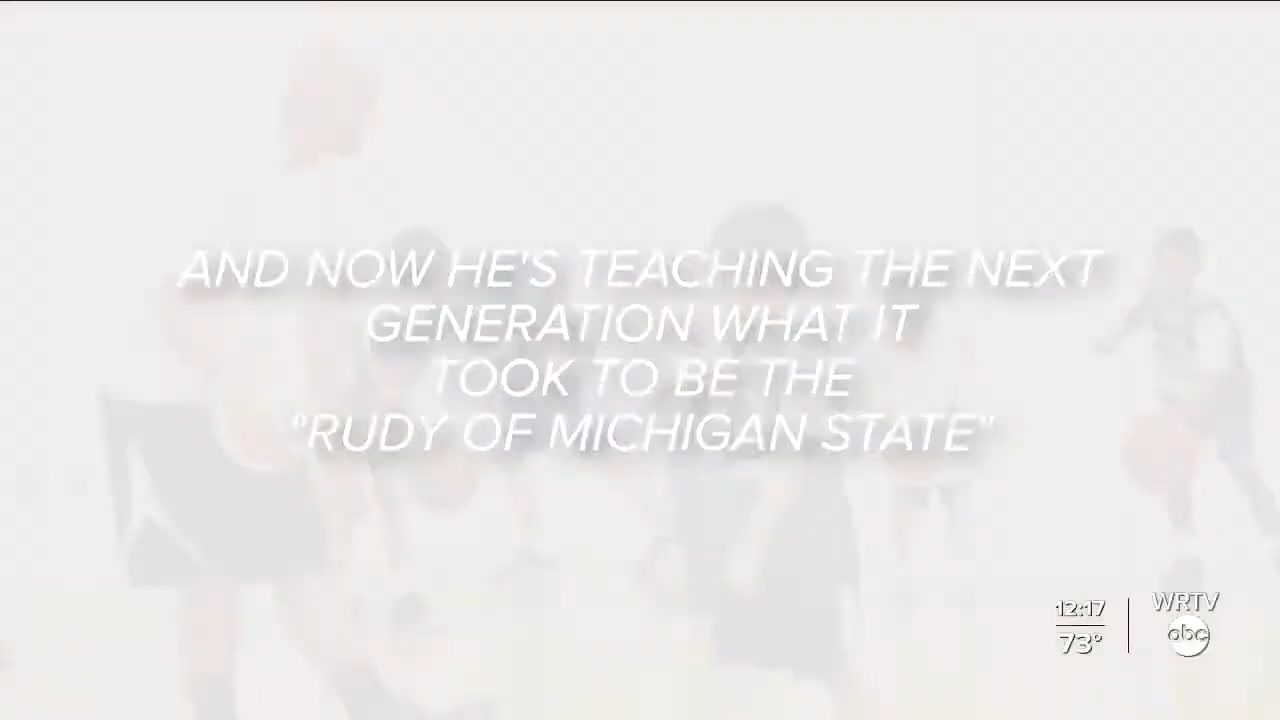 AND NOW HE'S TEACHING THE NEXT
GENERATION WHAT IT
TOOK TO BE THE
"RUDY OF MICHIGAN STATE"
12:17
73°
WRTV
abc